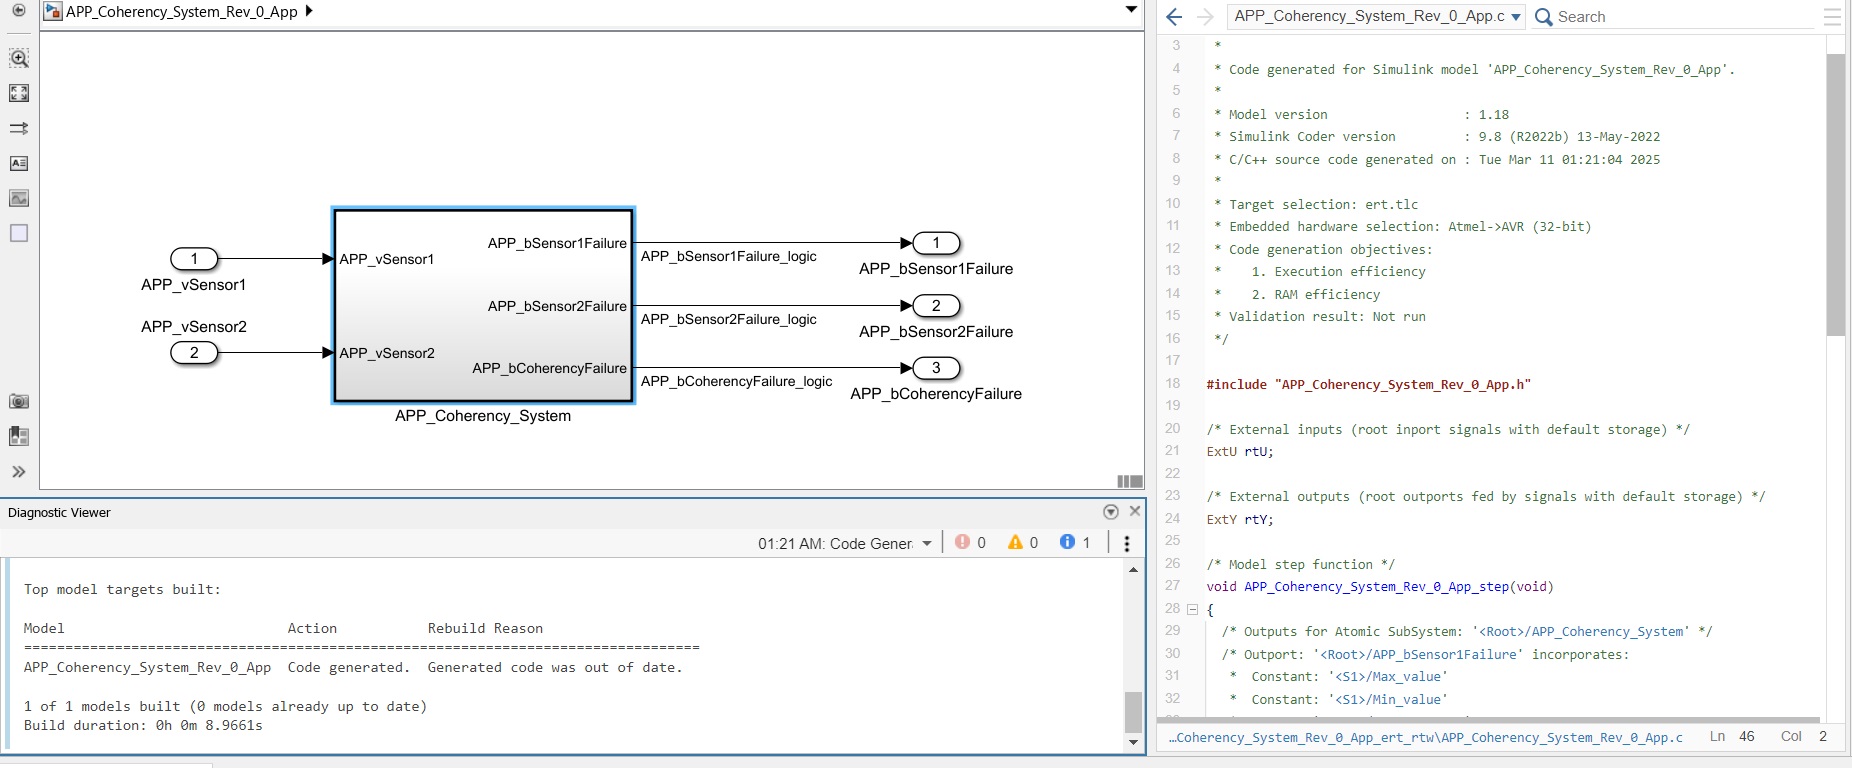 APP_Coherency_System_Rev_0_App
1
APP_vSensor1
APP_vSensor2
2
APP_vSensor1
APP_vSensor2
APP_bSensor1Failure
APP_bSensor2Failure
APP_bCoherencyFailure
APP_Coherency_System
APP_bSensor1Failure_logic
APP_bSensor2Failure_logic
APP_bCoherencyFailure_logic
1
APP_bSensor1Failure
2
APP_bSensor2Failure
3
APP_bCoherencyFailure
Diagnostic Viewer
01:21 AM: Code Gener 0 0 1
Top model targets built:
Model Action Rebuild Reason
==================================================================================
APP_Coherency_System_Rev_0_App Code generated. Generated code was out of date.
1 of 1 models built (0 models already up to date)
Build duration: 0h 0m 8.9661s
APP_Coherency_System_Rev_0_App.c Search
3 *
4 * Code generated for Simulink model 'APP_Coherency_System_Rev_0_App'.
5 *
6 * Model version : 1.18
7 * Simulink Coder version : 9.8 (R2022b) 13-May-2022
8 * C/C++ source code generated on : Tue Mar 11 01:21:04 2025
9 *
10 * Target selection: ert.tlc
11 * Embedded hardware selection: Atmel->AVR (32-bit)
12 * Code generation objectives:
13 * 1. Execution efficiency
14 * 2. RAM efficiency
15 * Validation result: Not run
16 */
17
18 #include "APP_Coherency_System_Rev_0_App.h"
19
20 /* External inputs (root inport signals with default storage) */
21 ExtU rtU;
22
23 /* External outputs (root outports fed by signals with default storage) */
24 ExtY rtY;
25
26 /* Model step function */
27 void APP_Coherency_System_Rev_0_App_step(void)
28 {
29 /* Outputs for Atomic SubSystem: '<Root>/APP_Coherency_System' */
30 /* Outport: '<Root>/APP_bSensor1Failure' incorporates:
31 * Constant: '<S1>/Max_value'
32 * Constant: '<S1>/Min_value'
…Coherency_System_Rev_0_App_ert_rtw\APP_Coherency_System_Rev_0_App.c Ln 46 Col 2